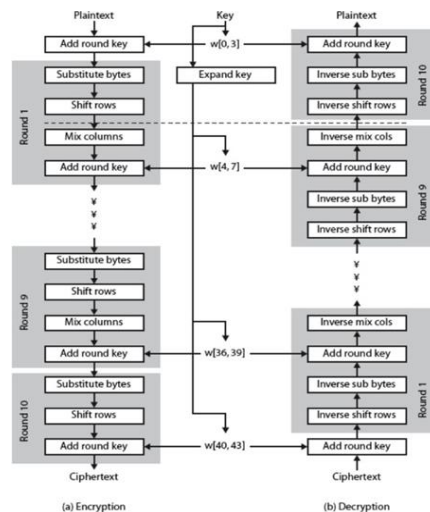 Plaintext
Add round key
Substitute bytes
Shift rows
Mix columns
Add round key
Round 1
¥
¥
¥
Substitute bytes
Shift rows
Mix columns
Add round key
Round 9
Substitute bytes
Shift rows
Add round key
Round 10
Ciphertext
(a) Encryption
Key
w[0, 3]
Expand key
w[4, 7]
w[36, 39]
w[40, 43]
Plaintext
Add round key
Inverse sub bytes
Inverse shift rows
Round 10
Inverse mix cols
Add round key
Inverse sub bytes
Inverse shift rows
Round 9
¥
¥
¥
Inverse mix cols
Add round key
Inverse sub bytes
Inverse shift rows
Round 1
Add round key
Ciphertext
(b) Decryption